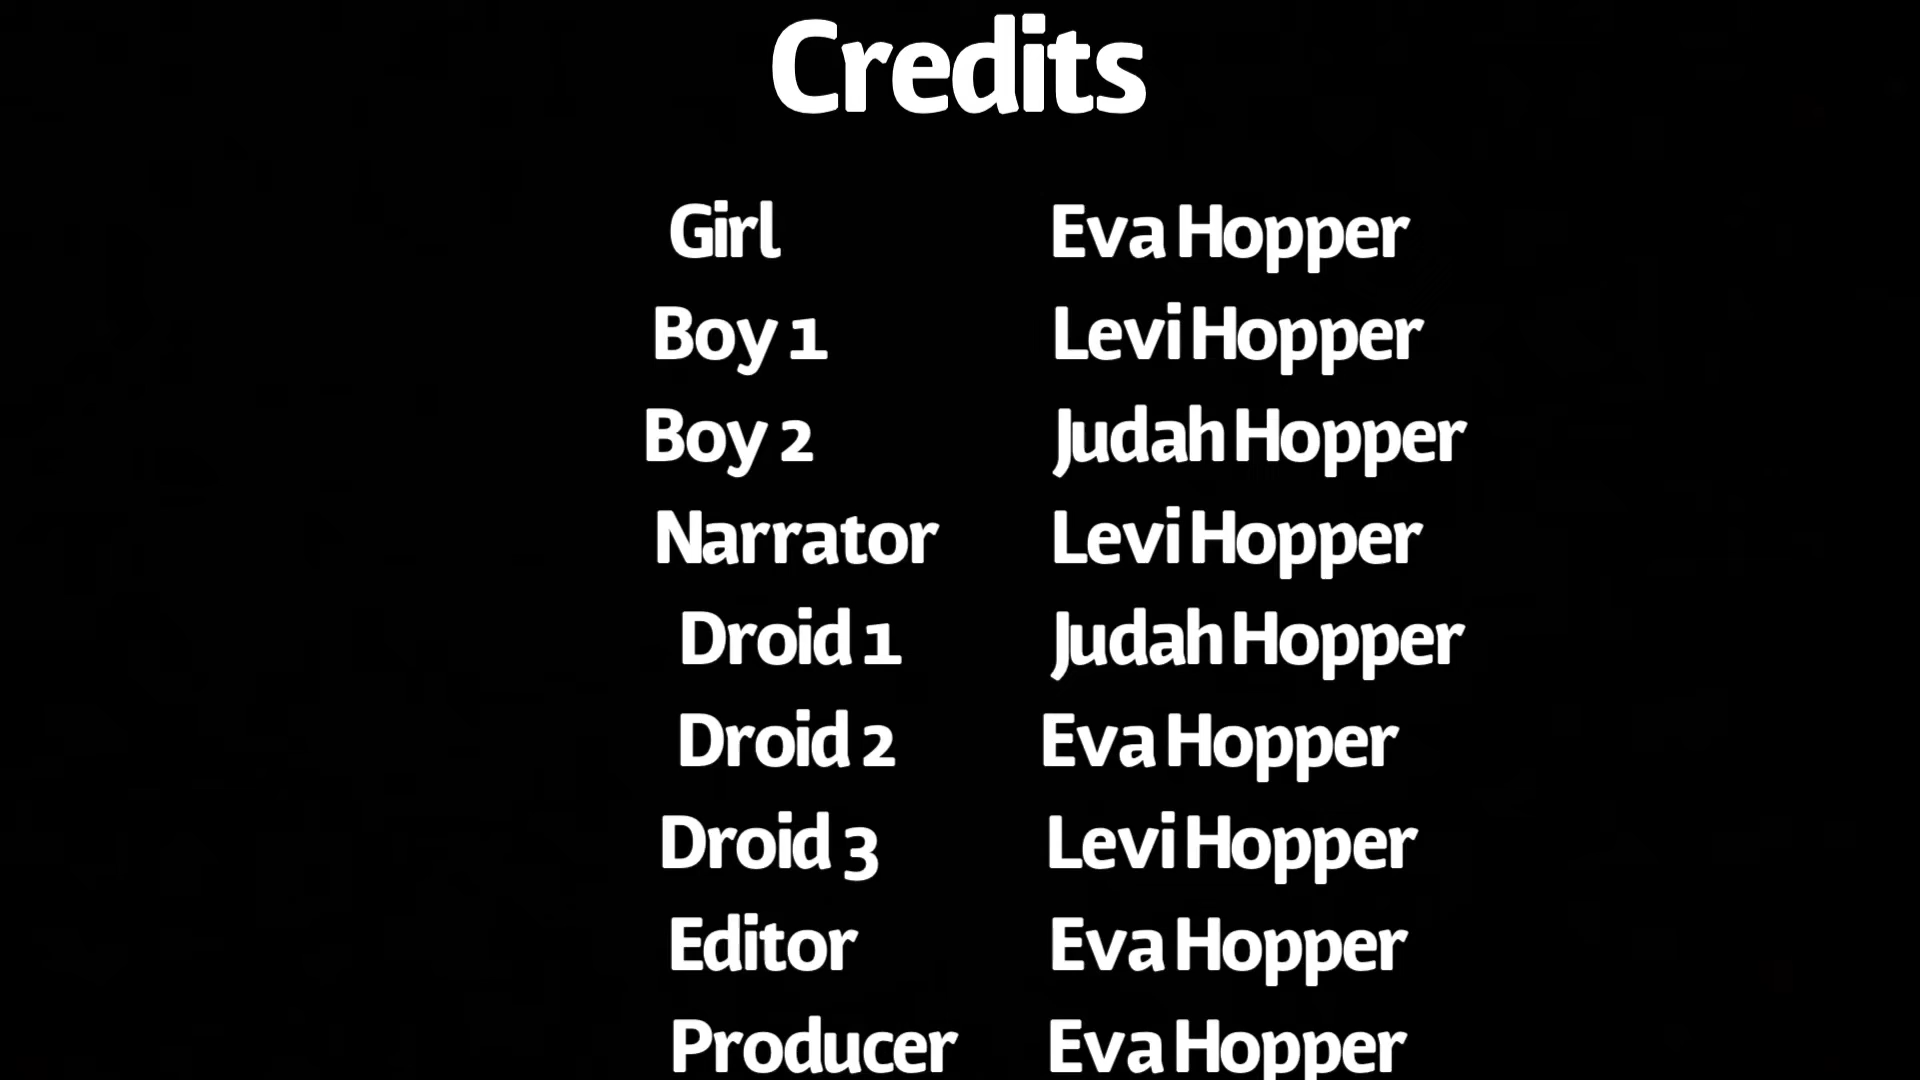 Credits
Girl Eva Hopper
Boy 1 Levi Hopper
Boy 2 Judah Hopper
Narrator Levi Hopper
Droid 1 Judah Hopper
Droid 2 Eva Hopper
Droid 3 Levi Hopper
Editor Eva Hopper
Producer Eva Hopper